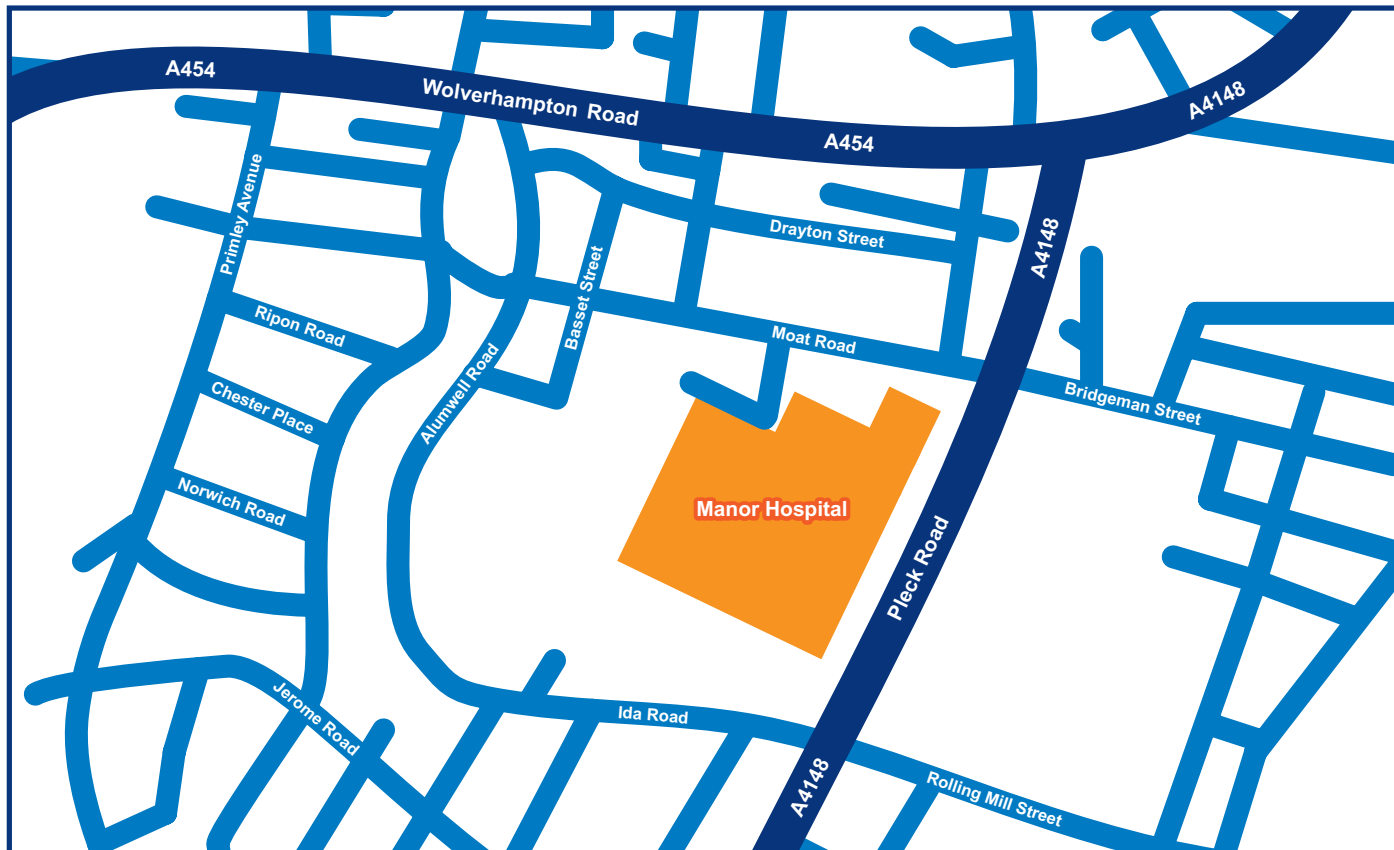 A454
Wolverhampton Road
A454
A4148
Primley Avenue
Drayton Street
A4148
Basset Street
Ripon Road
Moat Road
Alumwell Road
Bridgeman Street
Chester Place
Norwich Road
Manor Hospital
Pleck Road
Jerome Road
Ida Road
A4148
Rolling Mill Street